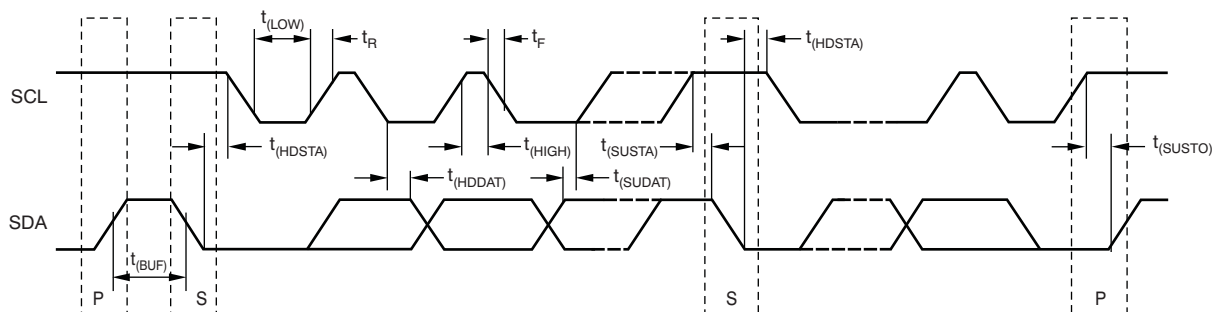 t(LOW)
tR
tF
t(HDSTA)
SCL
t(HDSTA)
t(HIGH)
t(SUSTA)
t(SUSTO)
t(HDDAT)
t(SUDAT)
SDA
t(BUF)
P
S
S
P